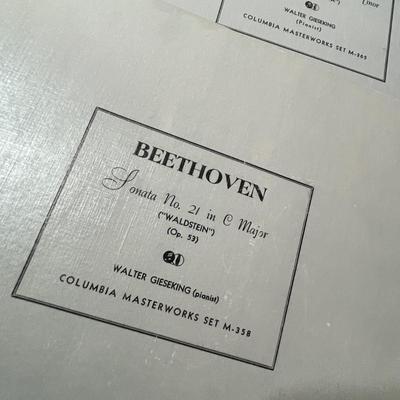 WALTER GIESEKING
(Pianist)
COLUMBIA MASTERWORKS SET M-365
BEETHOVEN
Sonata No. 21 in C Major
("WALDSTEIN")
(Op. 53)
WALTER GIESEKING (pianist)
COLUMBIA MASTERWORKS SET M-358